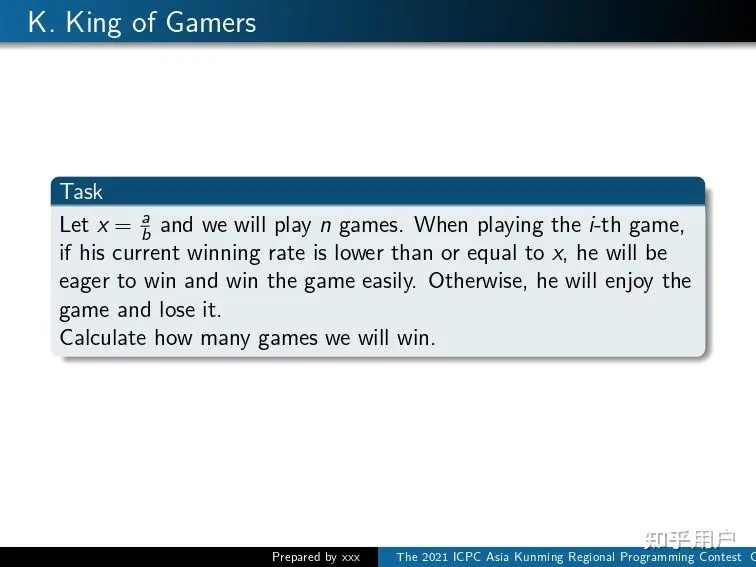 K. King of Gamers
Task
Let x = a/b and we will play n games. When playing the i-th game,
if his current winning rate is lower than or equal to x, he will be
eager to win and win the game easily. Otherwise, he will enjoy the
game and lose it.
Calculate how many games we will win.
知乎用户
Prepared by xxx
The 2021 ICPC Asia Kunming Regional Programming Contest